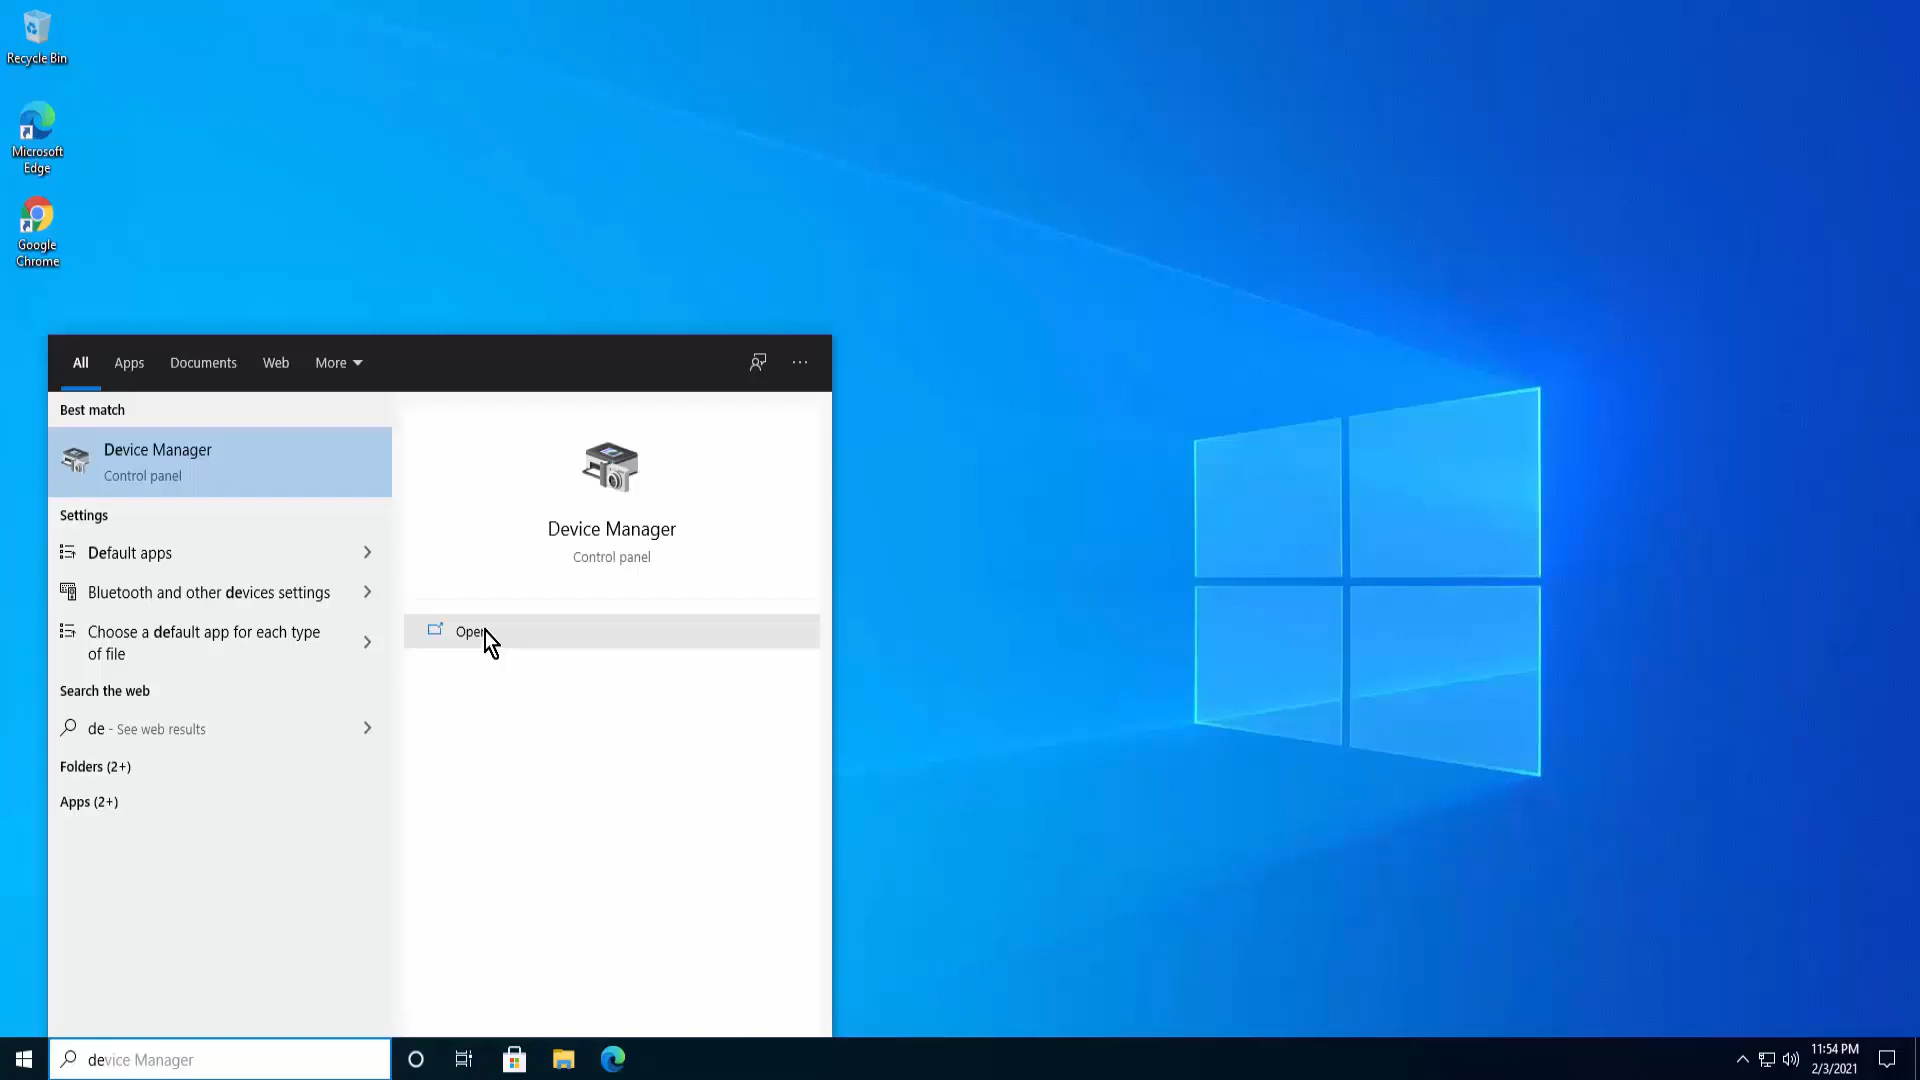 Recycle Bin
Microsoft
Edge
Google
Chrome
All Apps Documents Web More
Best match
Device Manager
Control panel
Settings
Default apps
Bluetooth and other devices settings
Choose a default app for each type
of file
Search the web
de - See web results
Folders (2+)
Apps (2+)
Device Manager
Control panel
Open
device Manager
11:54 PM
2/3/2021